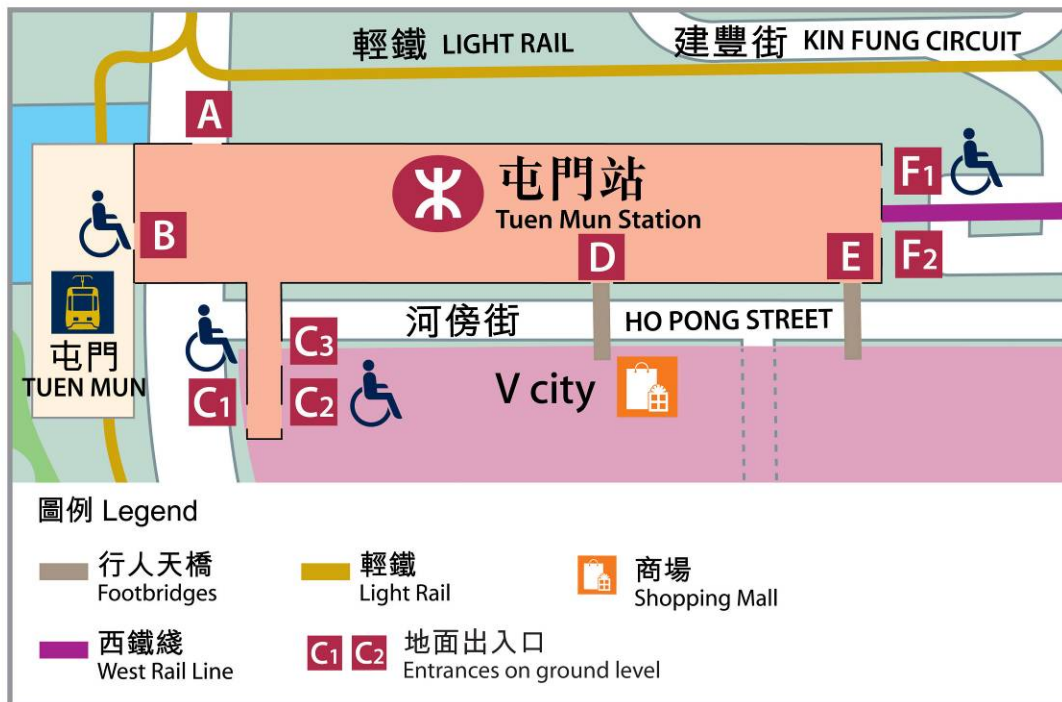 輕鐵 LIGHT RAIL
建豐街 KIN FUNG CIRCUIT
A
屯門站
Tuen Mun Station
F1
B
D
E
F2
河傍街 HO PONG STREET
屯門
TUEN MUN
C3
C1
C2
V city
圖例 Legend
行人天橋
Footbridges
輕鐵
Light Rail
商場
Shopping Mall
西鐵綫
West Rail Line
C1 C2
地面出入口
Entrances on ground level